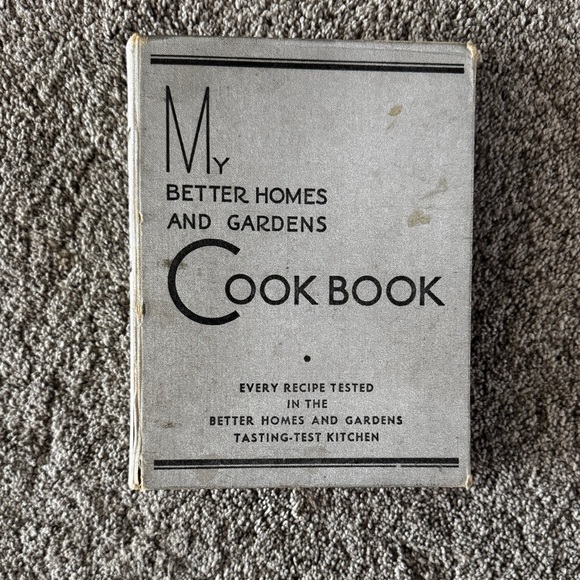 My
BETTER HOMES
AND GARDENS
COOK BOOK
EVERY RECIPE TESTED
IN THE
BETTER HOMES AND GARDENS
TASTING-TEST KITCHEN